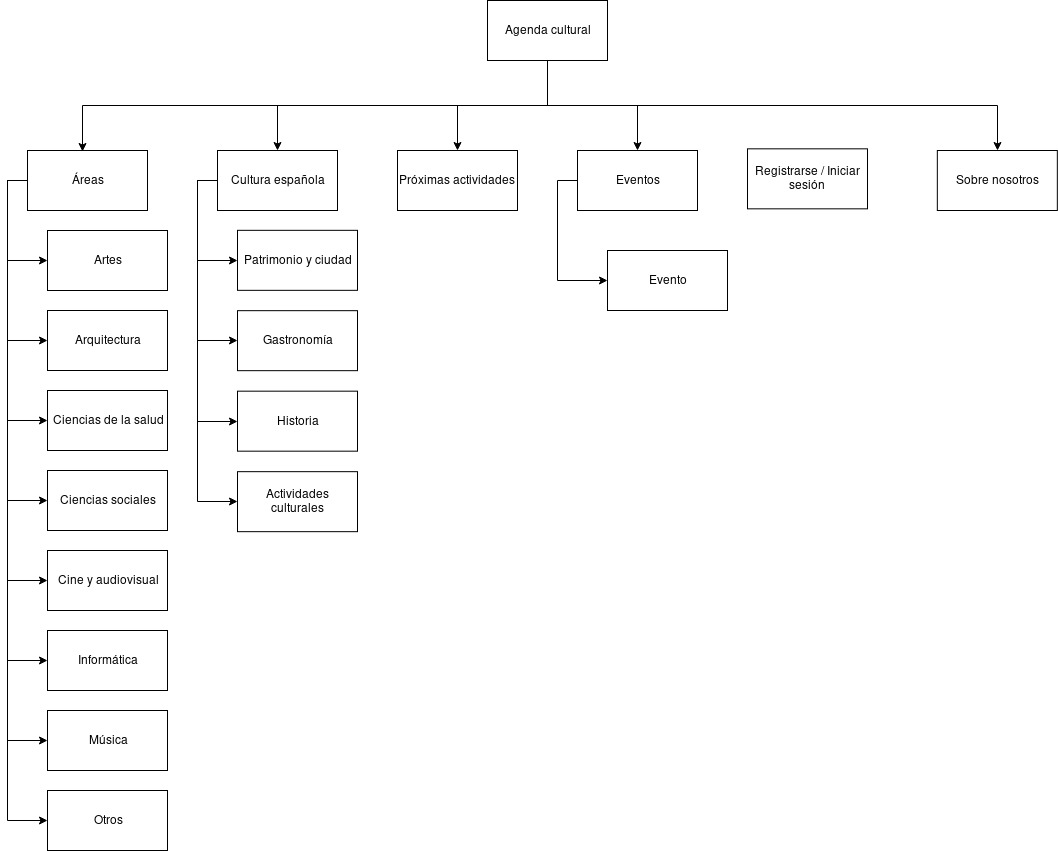 Agenda cultural
Áreas
Cultura española
Próximas actividades
Eventos
Registrarse / Iniciar
sesión
Sobre nosotros
Artes
Arquitectura
Ciencias de la salud
Ciencias sociales
Cine y audiovisual
Informática
Música
Otros
Patrimonio y ciudad
Gastronomía
Historia
Actividades
culturales
Evento